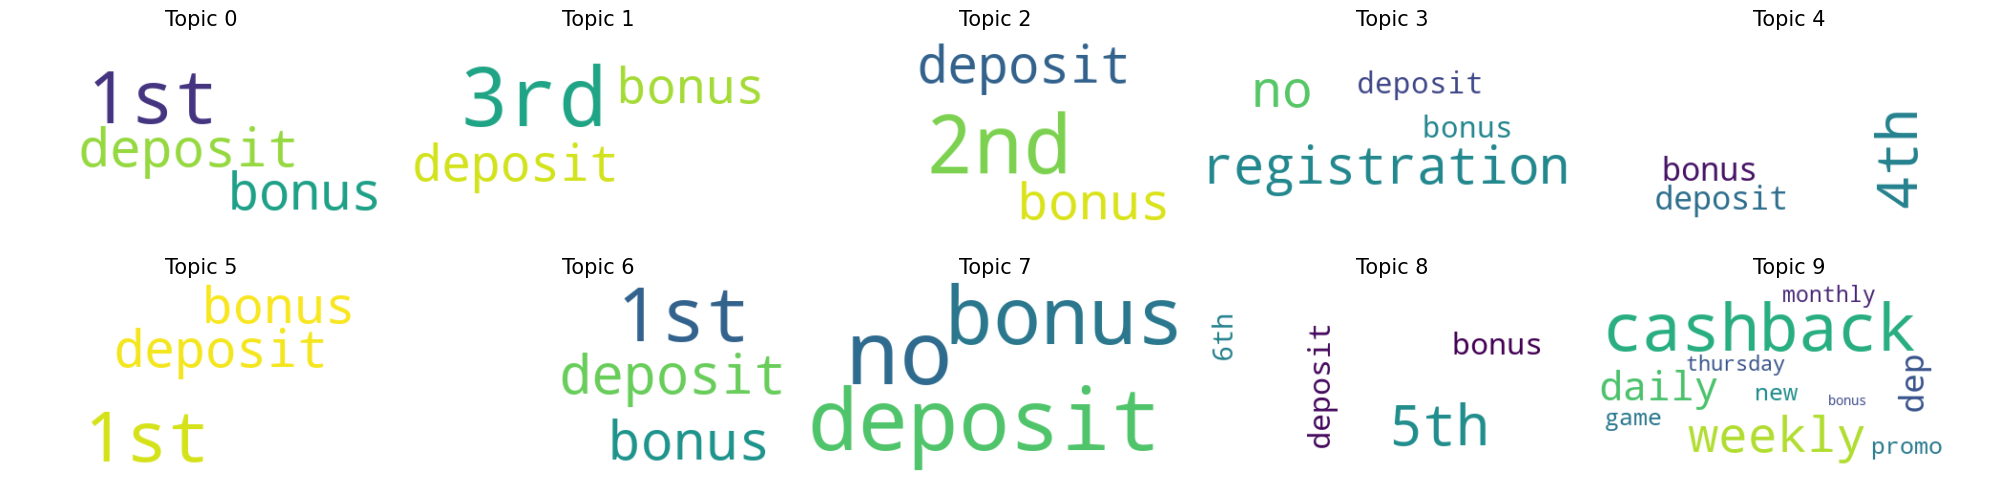 Topic 0
1st
deposit
bonus
Topic 1
3rd
bonus
deposit
Topic 2
deposit
2nd
bonus
Topic 3
no
deposit
bonus
registration
Topic 4
4th
bonus
deposit
Topic 5
bonus
deposit
1st
Topic 6
1st
deposit
bonus
Topic 7
bonus
no
deposit
Topic 8
6th
deposit
bonus
5th
Topic 9
monthly
cashback
thursday
dep
daily
new
bonus
game
weekly
promo